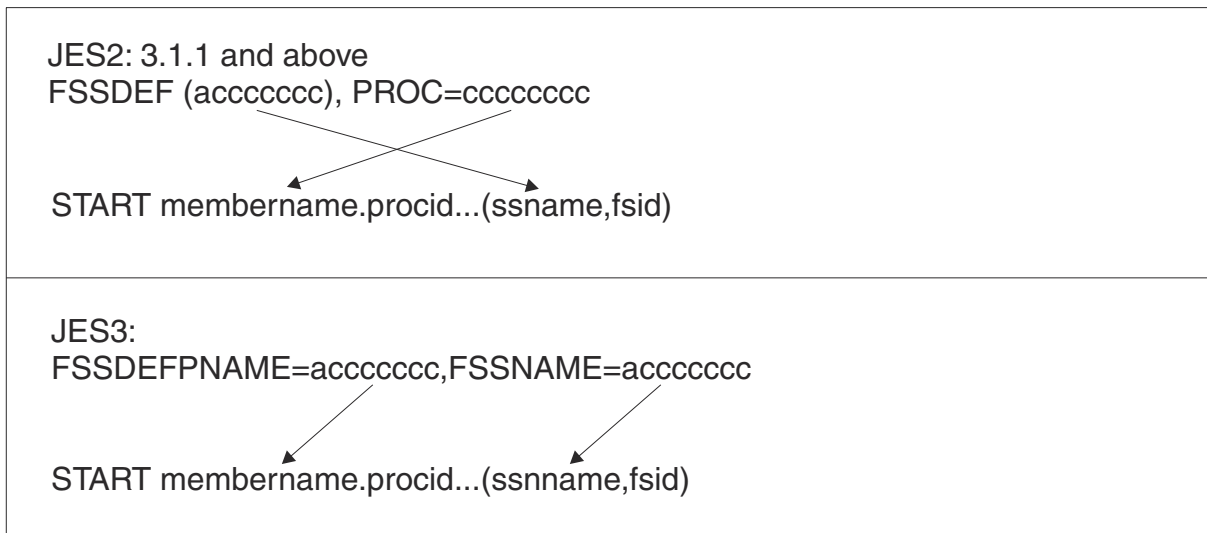 JES2: 3.1.1 and above
FSSDEF (accccccc), PROC=cccccccc
START membername.procid...(ssname,fsid)
JES3:
FSSDEFPNAME=accccccc,FSSNAME=accccccc
START membername.procid...(ssnname,fsid)